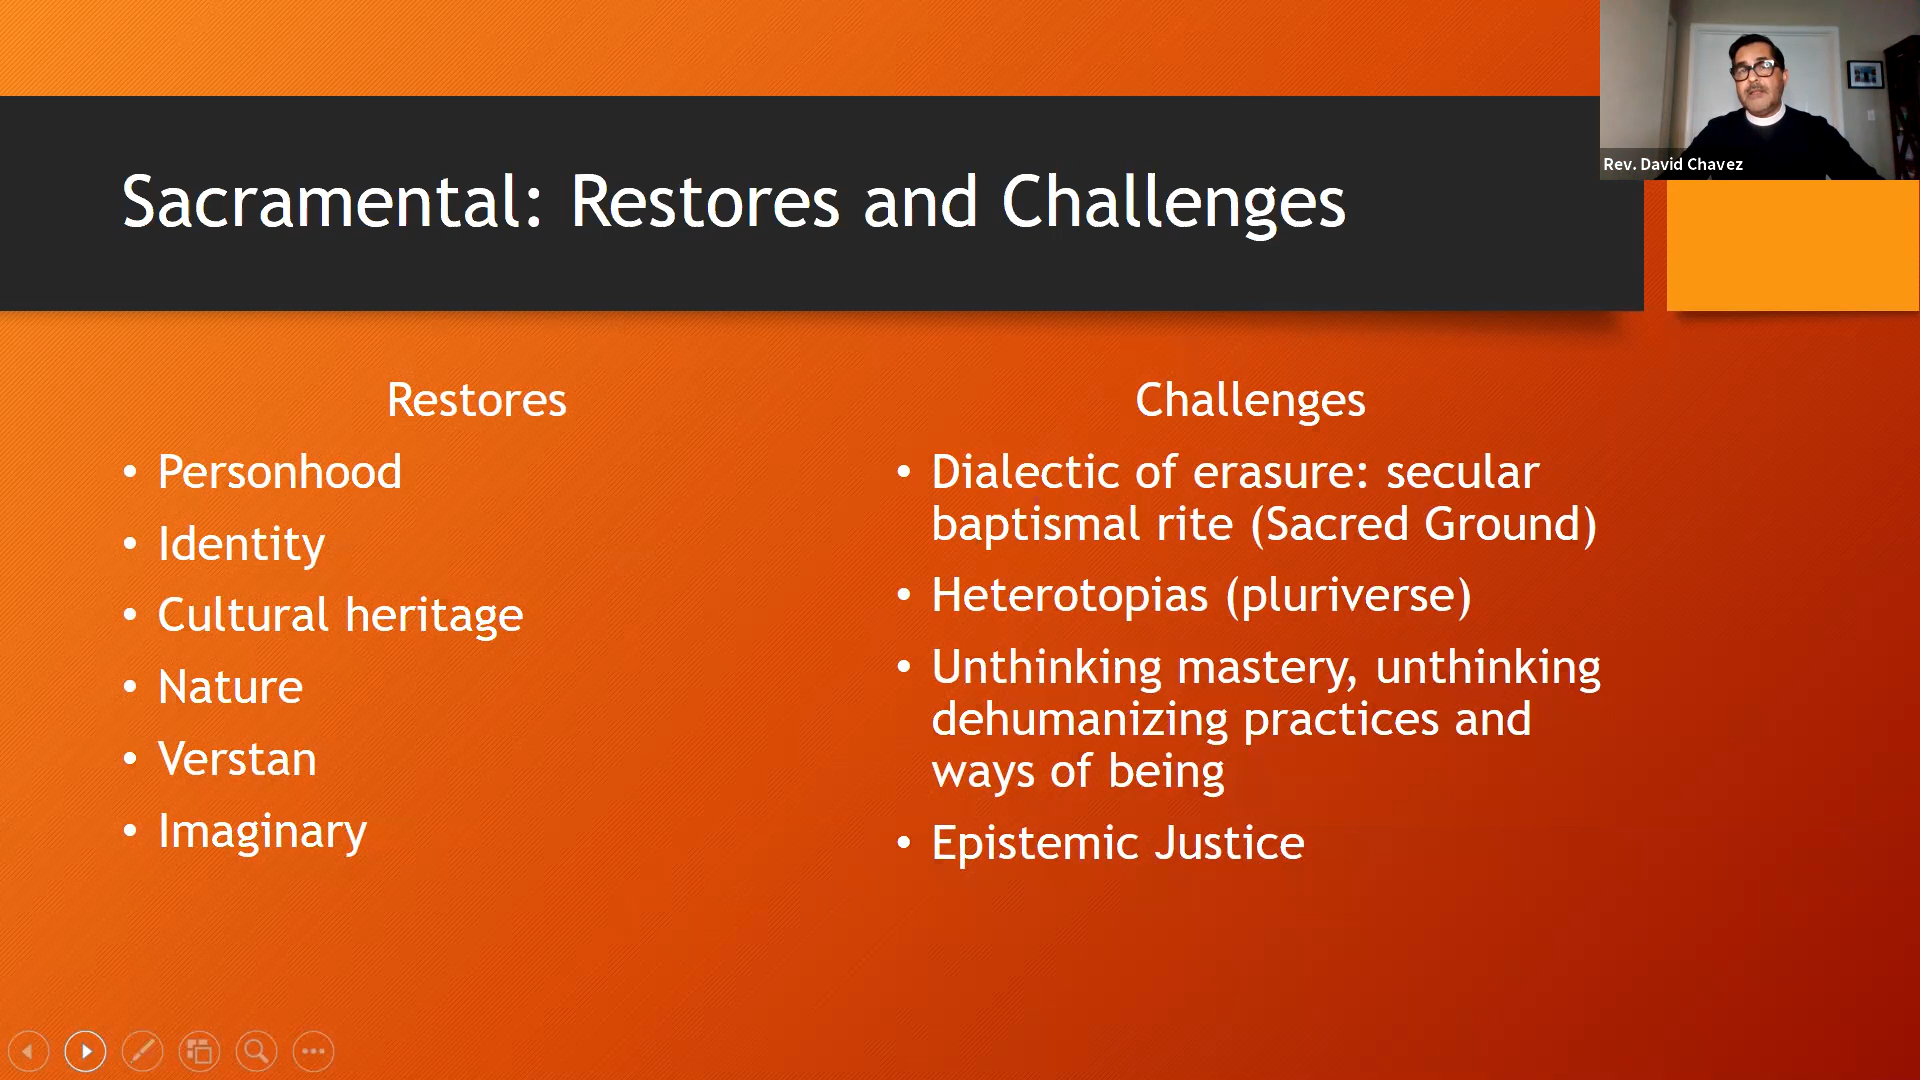 Rev. David Chavez
Sacramental: Restores and Challenges
Restores
• Personhood
• Identity
• Cultural heritage
• Nature
• Verstan
• Imaginary
Challenges
• Dialectic of erasure: secular
baptismal rite (Sacred Ground)
• Heterotopias (pluriverse)
• Unthinking mastery, unthinking
dehumanizing practices and
ways of being
• Epistemic Justice